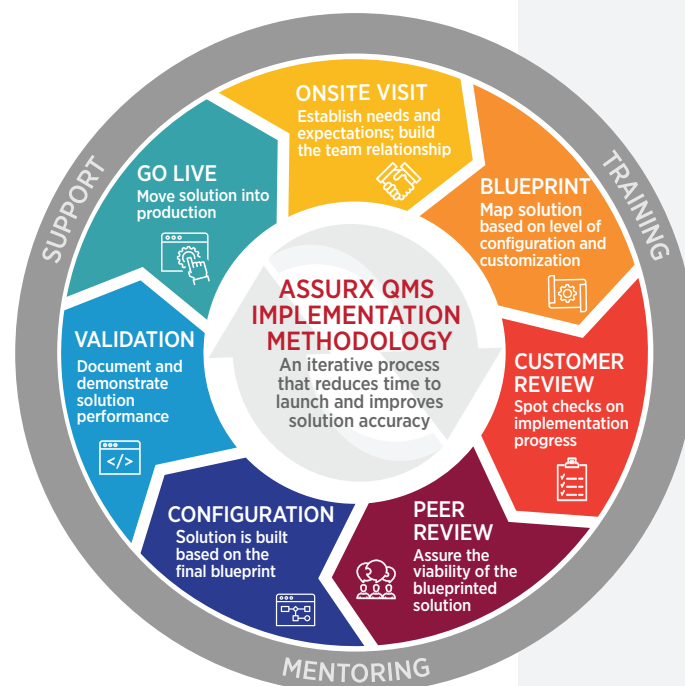 ONSITE VISIT
Establish needs and
expectations; build
the team relationship
BLUEPRINT
Map solution
based on level of
configuration and
customization
CUSTOMER
REVIEW
Spot checks on
implementation
progress
PEER
REVIEW
Assure the
viability of the
blueprinted
solution
CONFIGURATION
Solution is built
based on the
final blueprint
VALIDATION
Document and
demonstrate
solution
performance
</>
GO LIVE
Move solution into
production
ASSURX QMS
IMPLEMENTATION
METHODOLOGY
An iterative process
that reduces time to
launch and improves
solution accuracy
SUPPORT
TRAINING
MENTORING